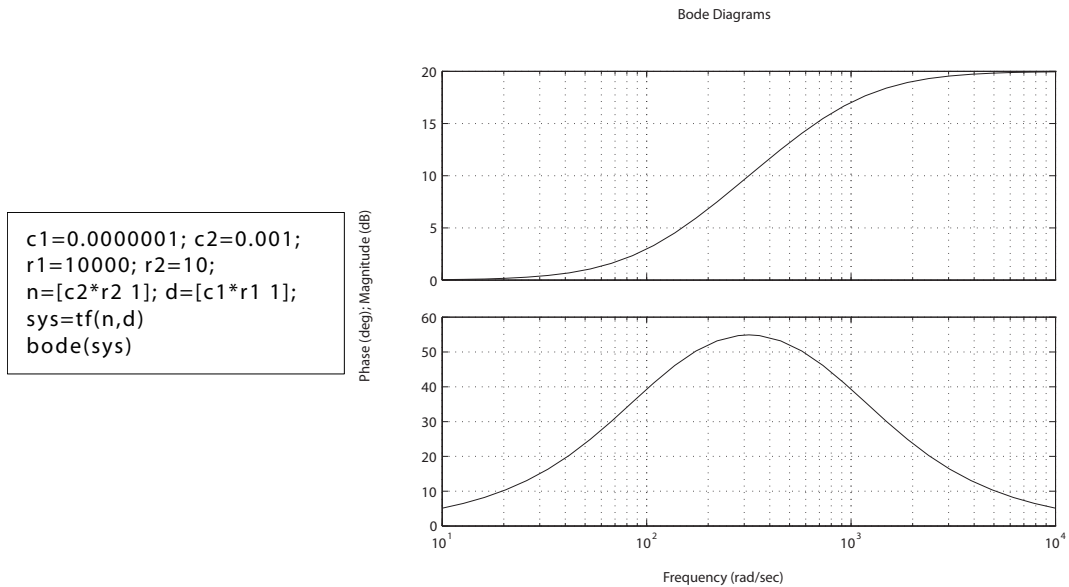 Bode Diagrams
c1=0.0000001; c2=0.001;
r1=10000; r2=10;
n=[c2*r2 1]; d=[c1*r1 1];
sys=tf(n,d)
bode(sys)
Phase (deg); Magnitude (dB)
20
15
10
5
0
60
50
40
30
20
10
0
10^1 10^2 10^3 10^4
Frequency (rad/sec)